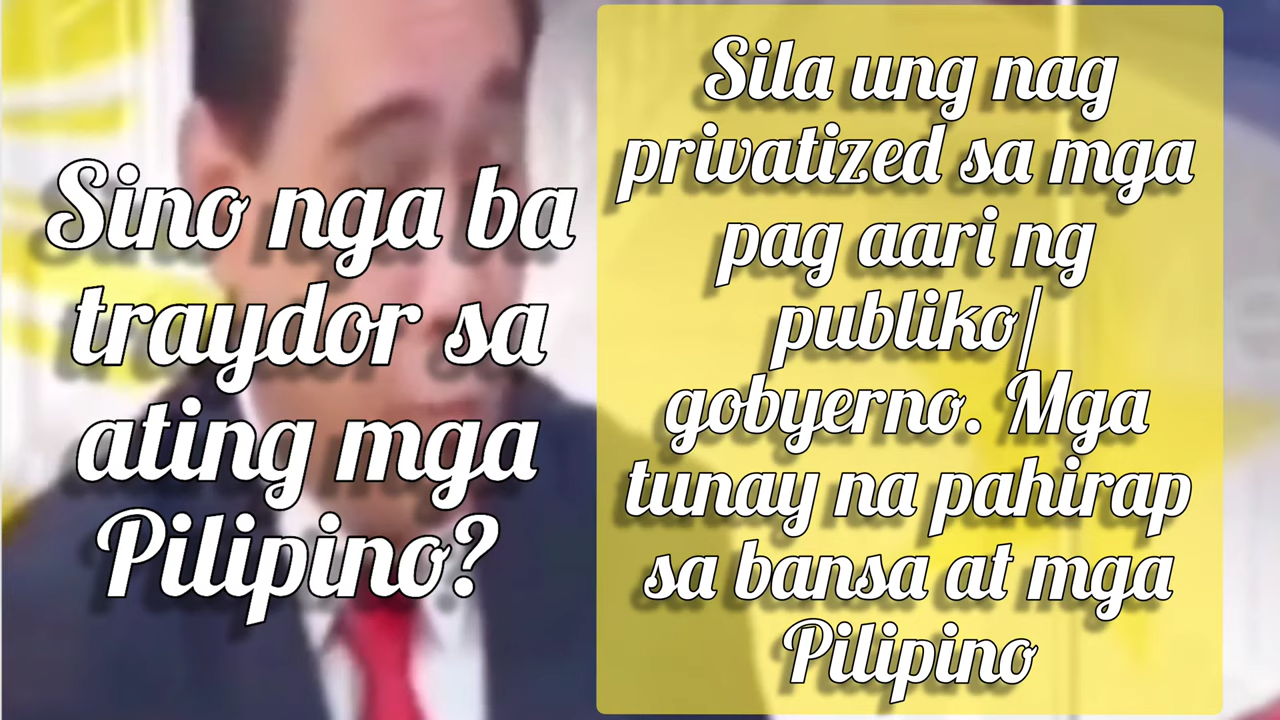 Sino nga ba
traydor sa
ating mga
Pilipino?
Sila ung nag
privatized sa mga
pag aari ng
publiko/
gobyerno. Mga
tunay na pahirap
sa bansa at mga
Pilipino